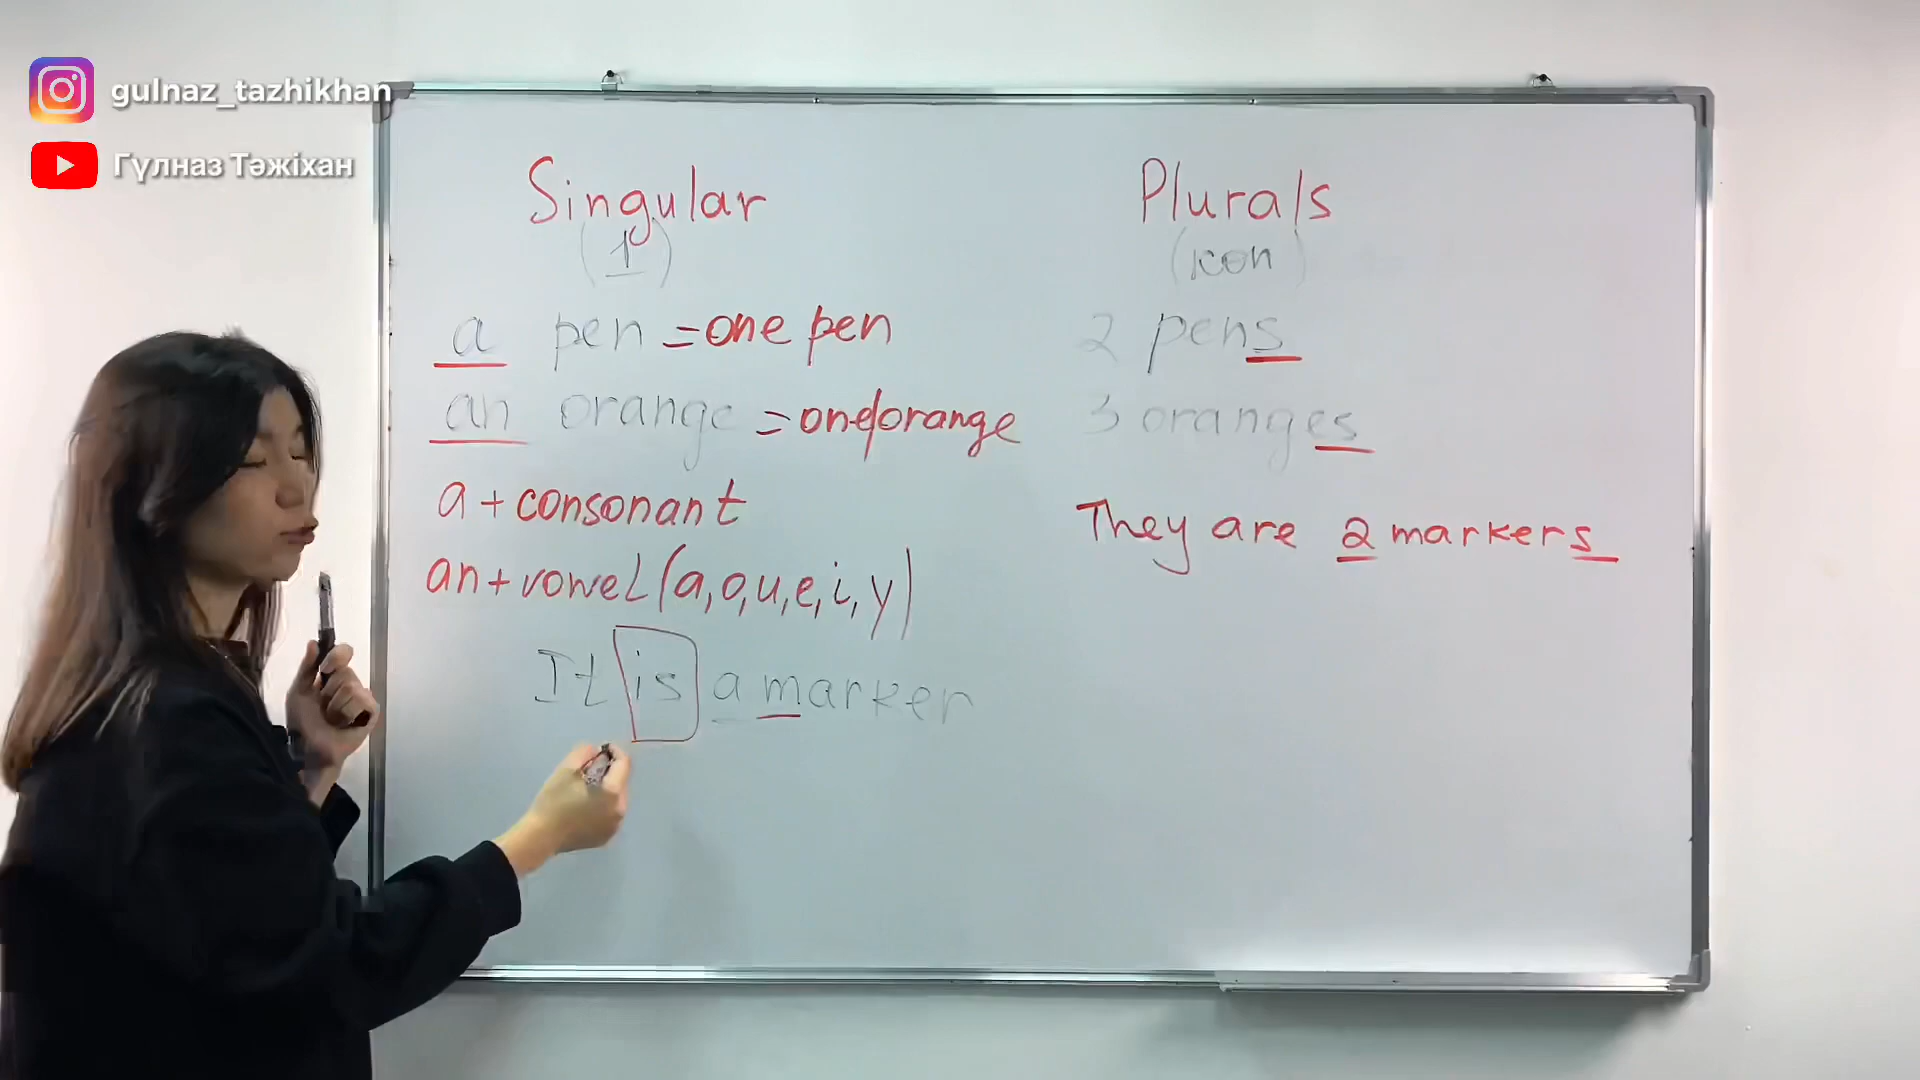 gulnaz_tazhikhan
Гүлназ Тәжіхан
Singular
(1)
a pen = one pen
an orange = one/orange
a + consonant
an + vowel (a, o, u, e, i, y)
It is a marker
Plurals
(көп)
2 pens
3 oranges
They are 2 markers